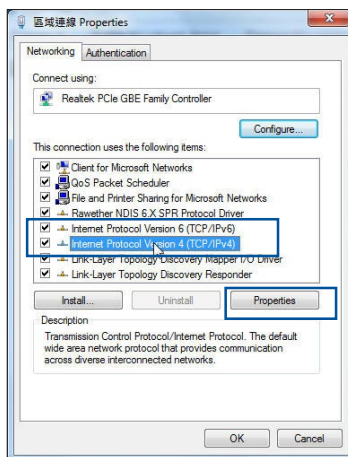 區域連線 Properties
Networking
Authentication
Connect using:
Realtek PCIe GBE Family Controller
Configure...
This connection uses the following items:
Client for Microsoft Networks
QoS Packet Scheduler
File and Printer Sharing for Microsoft Networks
Rawether NDIS 6.X SPR Protocol Driver
Internet Protocol Version 6 (TCP/IPv6)
Internet Protocol Version 4 (TCP/IPv4)
Link-Layer Topology Discovery Mapper I/O Driver
Link-Layer Topology Discovery Responder
Install...
Uninstall
Properties
Description
Transmission Control Protocol/Internet Protocol. The default
wide area network protocol that provides communication
across diverse interconnected networks.
OK
Cancel